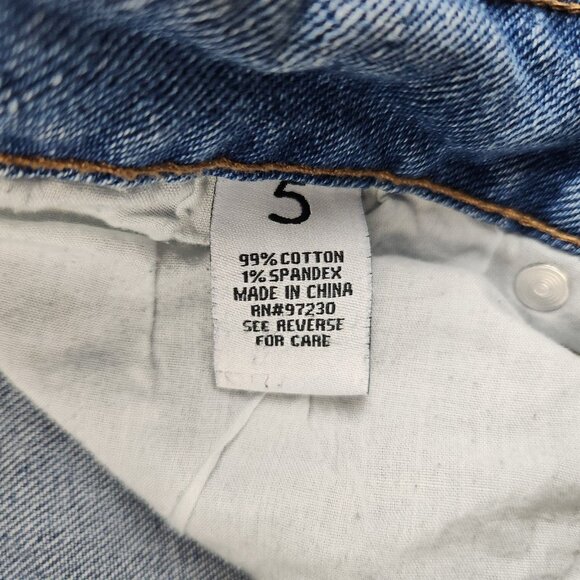 5
99% COTTON
1% SPANDEX
MADE IN CHINA
RN#97230
SEE REVERSE
FOR CARE